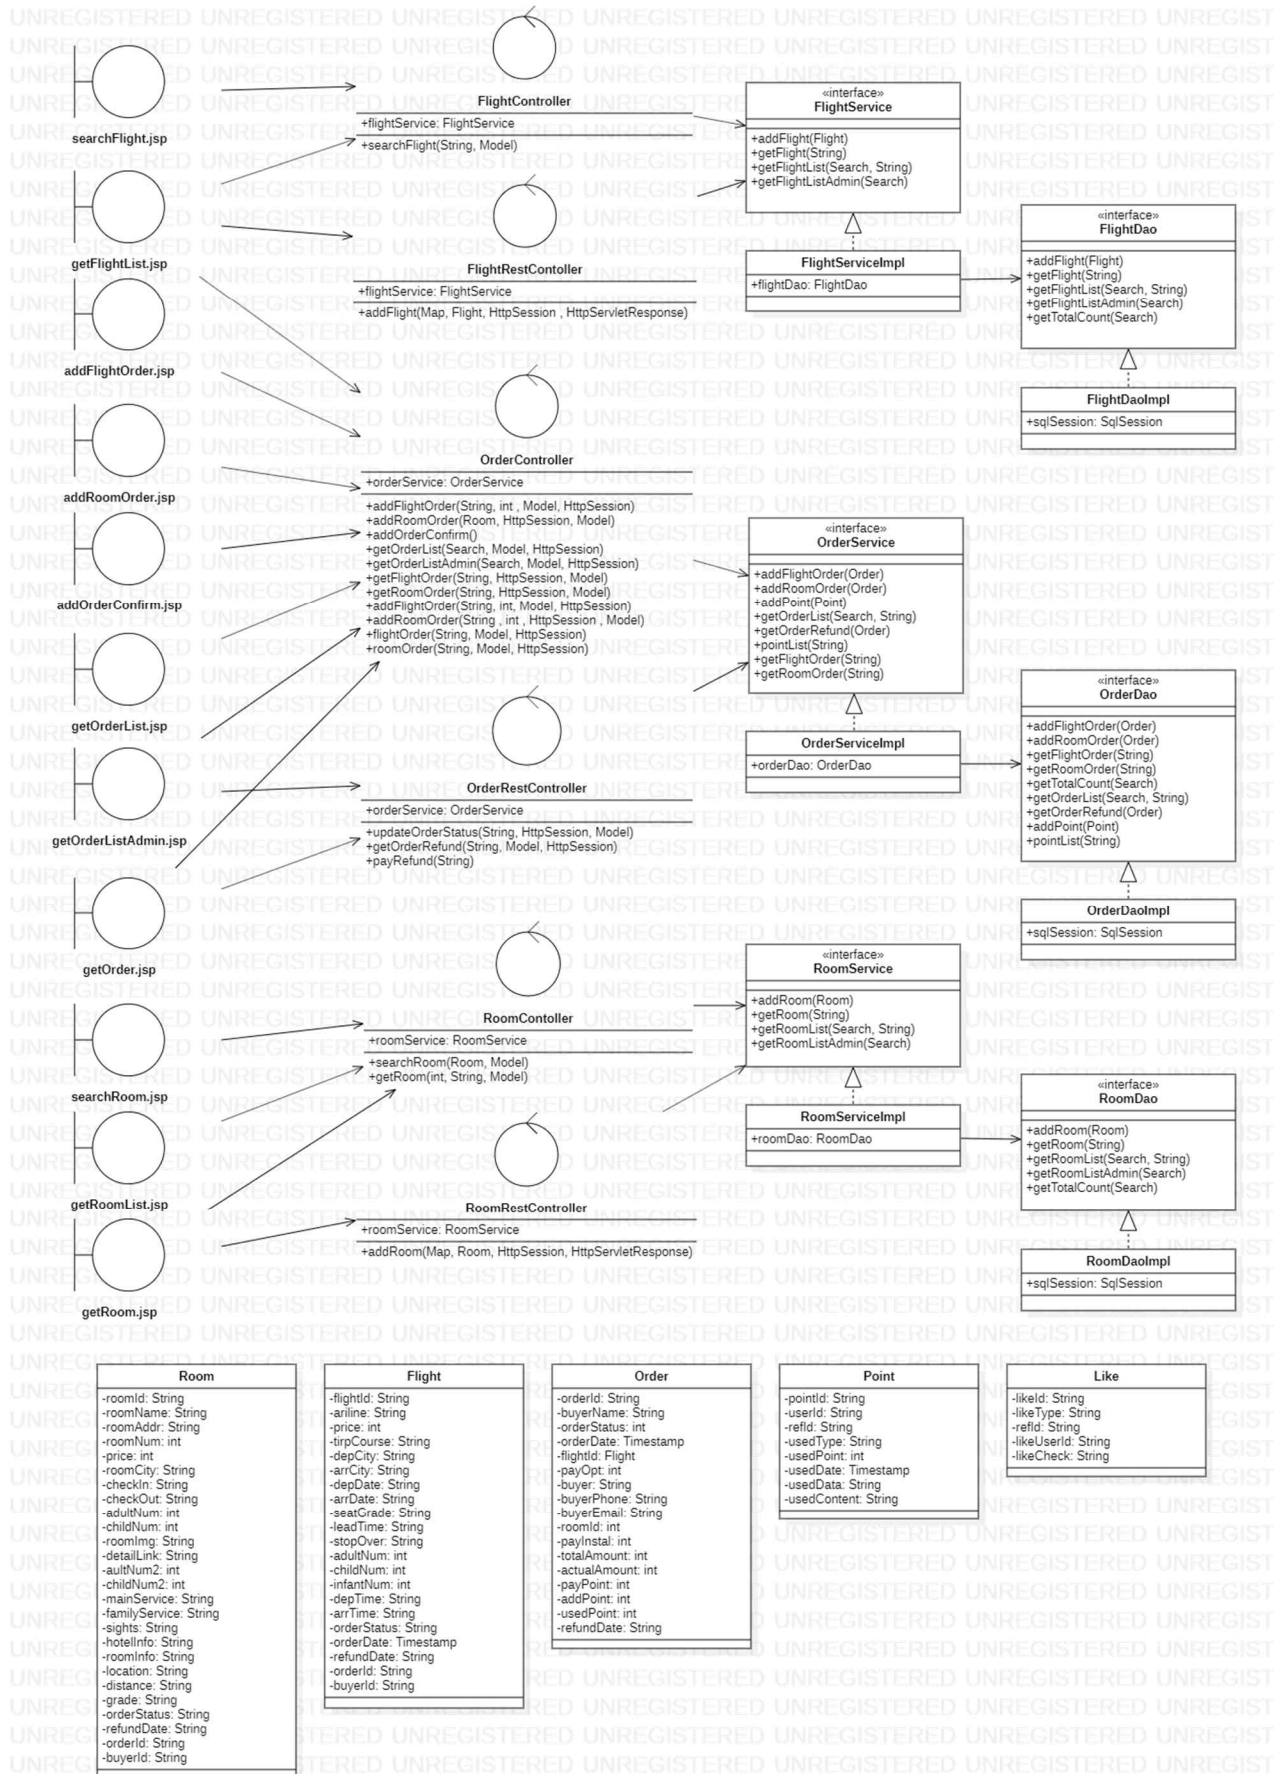 searchFlight.jsp
getFlightList.jsp
addFlightOrder.jsp
addRoomOrder.jsp
addOrderConfirm.jsp
getOrderList.jsp
getOrderListAdmin.jsp
getOrder.jsp
searchRoom.jsp
getRoomList.jsp
getRoom.jsp
FlightController
+flightService: FlightService
+searchFlight(String, Model)
FlightRestContoller
+flightService: FlightService
+addFlight(Map, Flight, HttpSession , HttpServletResponse)
OrderController
+orderService: OrderService
+addFlightOrder(String, int , Model, HttpSession)
+addRoomOrder(Room, HttpSession, Model)
+addOrderConfirm()
+getOrderList(Search, Model, HttpSession)
+getOrderListAdmin(Search, Model, HttpSession)
+getFlightOrder(String, HttpSession, Model)
+getRoomOrder(String, HttpSession, Model)
+addFlightOrder(String, int, Model, HttpSession)
+addRoomOrder(String , int , HttpSession , Model)
+flightOrder(String, Model, HttpSession)
+roomOrder(String, Model, HttpSession)
OrderRestController
+orderService: OrderService
+updateOrderStatus(String, HttpSession, Model)
+getOrderRefund(String, Model, HttpSession)
+payRefund(String)
RoomContoller
+roomService: RoomService
+searchRoom(Room, Model)
+getRoom(int, String, Model)
RoomRestController
+roomService: RoomService
+addRoom(Map, Room, HttpSession, HttpServletResponse)
«interface»
FlightService
+addFlight(Flight)
+getFlight(String)
+getFlightList(Search, String)
+getFlightListAdmin(Search)
FlightServiceImpl
+flightDao: FlightDao
«interface»
FlightDao
+addFlight(Flight)
+getFlight(String)
+getFlightList(Search, String)
+getFlightListAdmin(Search)
+getTotalCount(Search)
FlightDaoImpl
+sqlSession: SqlSession
«interface»
OrderService
+addFlightOrder(Order)
+addRoomOrder(Order)
+addPoint(Point)
+getOrderList(Search, String)
+getOrderRefund(Order)
+pointList(String)
+getFlightOrder(String)
+getRoomOrder(String)
OrderServiceImpl
+orderDao: OrderDao
«interface»
OrderDao
+addFlightOrder(Order)
+addRoomOrder(Order)
+getFlightOrder(String)
+getRoomOrder(String)
+getTotalCount(Search)
+getOrderList(Search, String)
+getOrderRefund(Order)
+addPoint(Point)
+pointList(String)
OrderDaoImpl
+sqlSession: SqlSession
«interface»
RoomService
+addRoom(Room)
+getRoom(String)
+getRoomList(Search, String)
+getRoomListAdmin(Search)
RoomServiceImpl
+roomDao: RoomDao
«interface»
RoomDao
+addRoom(Room)
+getRoom(String)
+getRoomList(Search, String)
+getRoomListAdmin(Search)
+getTotalCount(Search)
RoomDaoImpl
+sqlSession: SqlSession
Room
-roomId: String
-roomName: String
-roomAddr: String
-roomNum: int
-price: int
-roomCity: String
-checkIn: String
-checkOut: String
-adultNum: int
-childNum: int
-roomImg: String
-detailLink: String
-aultNum2: int
-childNum2: int
-mainService: String
-familyService: String
-sights: String
-hotelInfo: String
-roomInfo: String
-location: String
-distance: String
-grade: String
-orderStatus: String
-refundDate: String
-orderId: String
-buyerId: String
Flight
-flightId: String
-ariline: String
-price: int
-tirpCourse: String
-depCity: String
-arrCity: String
-depDate: String
-arrDate: String
-seatGrade: String
-leadTime: String
-stopOver: String
-adultNum: int
-childNum: int
-infantNum: int
-depTime: String
-arrTime: String
-orderStatus: String
-orderDate: Timestamp
-refundDate: String
-orderId: String
-buyerId: String
Order
-orderId: String
-buyerName: String
-orderStatus: int
-orderDate: Timestamp
-flightId: Flight
-payOpt: int
-buyer: String
-buyerPhone: String
-buyerEmail: String
-roomId: int
-payInstal: int
-totalAmount: int
-actualAmount: int
-payPoint: int
-addPoint: int
-usedPoint: int
-refundDate: String
Point
-pointId: String
-userId: String
-refId: String
-usedType: String
-usedPoint: int
-usedDate: Timestamp
-usedData: String
-usedContent: String
Like
-likeId: String
-likeType: String
-refId: String
-likeUserId: String
-likeCheck: String